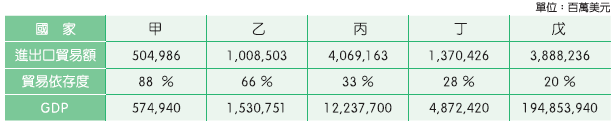 單位：百萬美元
國　家 甲 乙 丙 丁 戊
進出口貿易額 504,986 1,008,503 4,069,163 1,370,426 3,888,236
貿易依存度 88 % 66 % 33 % 28 % 20 %
GDP 574,940 1,530,751 12,237,700 4,872,420 194,853,940